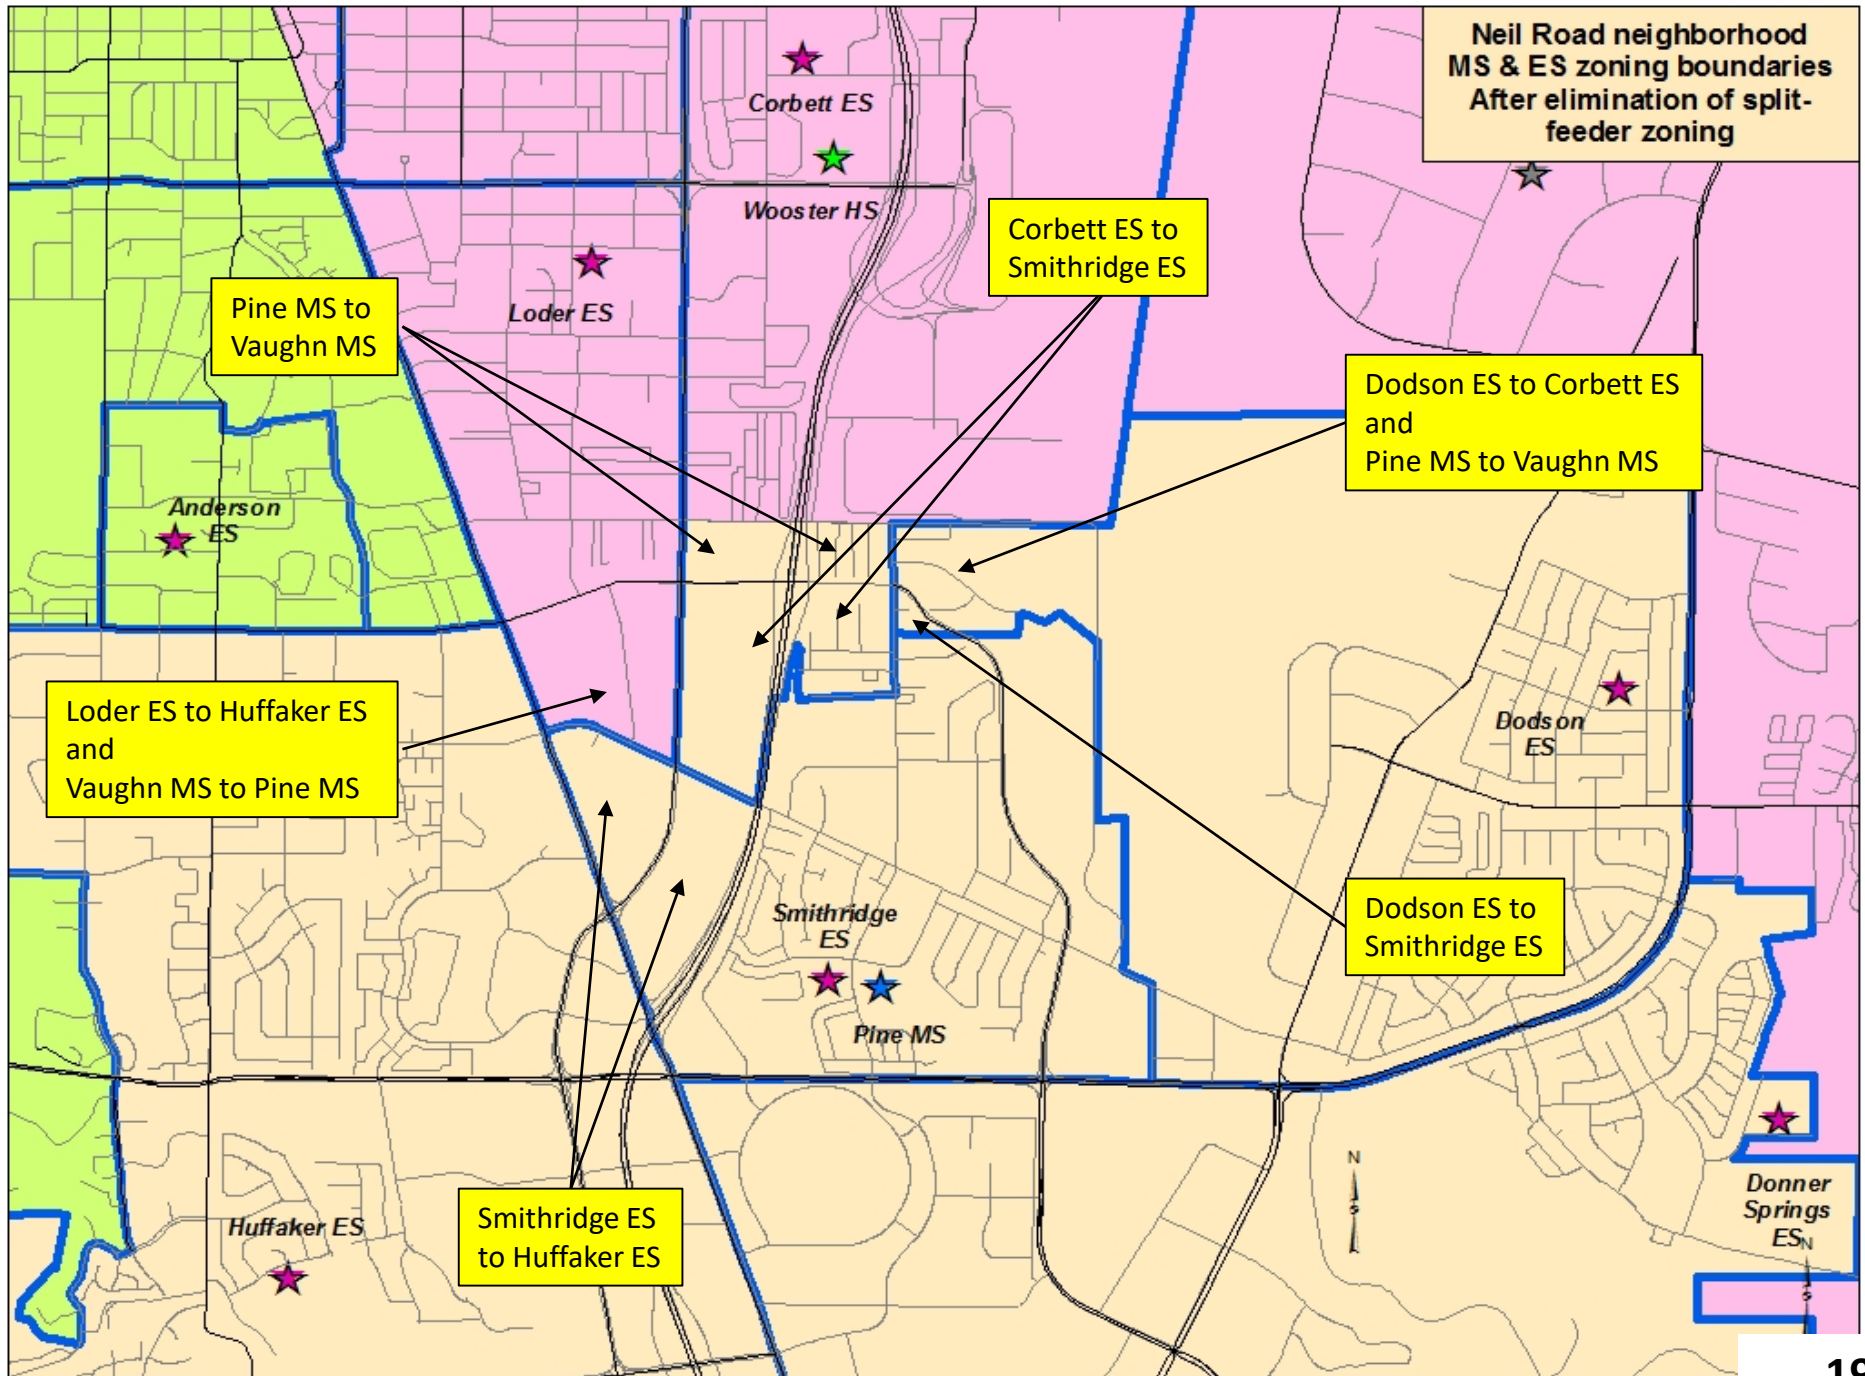 Neil Road neighborhood
MS & ES zoning boundaries
After elimination of split-
feeder zoning
Corbett ES
Wooster HS
Corbett ES to
Smithridge ES
Pine MS to
Vaughn MS
Loder ES
Dodson ES to Corbett ES
and
Pine MS to Vaughn MS
Anderson
ES
Loder ES to Huffaker ES
and
Vaughn MS to Pine MS
Dodson
ES
Smithridge
ES
Dodson ES to
Smithridge ES
Pine MS
N
S
Donner
Springs
ES
N
S
Huffaker ES
Smithridge ES
to Huffaker ES
19